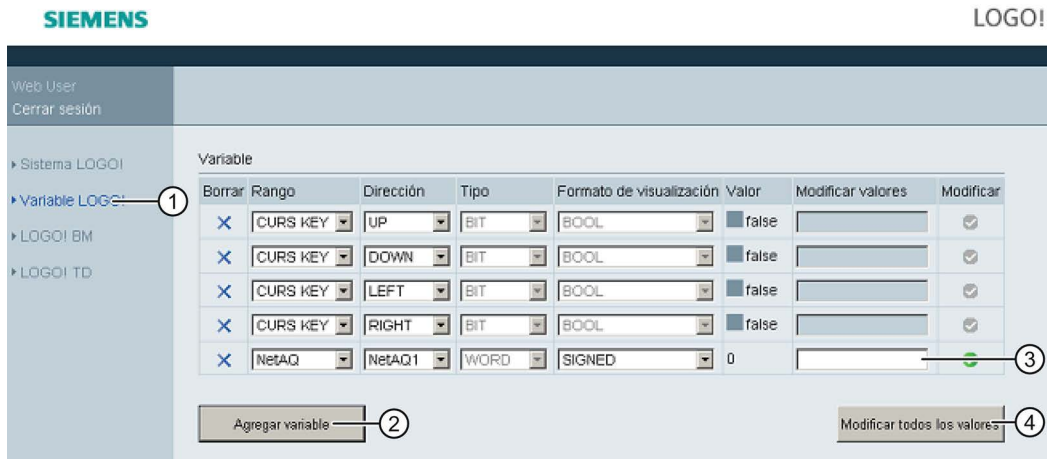 SIEMENS
LOGO!
Web User
Cerrar sesión
Sistema LOGO!
Variable LOGO!
LOGO! BM
LOGO! TD
1
Variable
Borrar Rango Dirección Tipo Formato de visualización Valor Modificar valores Modificar
CURS KEY UP BIT BOOL false
CURS KEY DOWN BIT BOOL false
CURS KEY LEFT BIT BOOL false
CURS KEY RIGHT BIT BOOL false
NetAQ NetAQ1 WORD SIGNED 0
3
Agregar variable 2
Modificar todos los valores 4